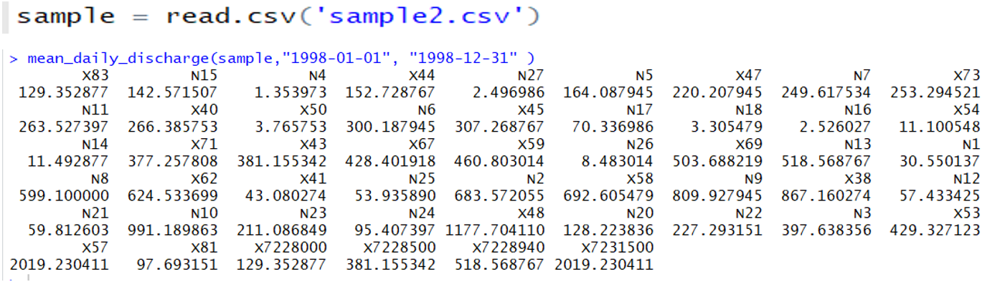 sample = read.csv('sample2.csv')
> mean_daily_discharge(sample,"1998-01-01", "1998-12-31" )
X83 N15 N4 X44 N27 N5 X47 N7 X73
129.352877 142.571507 1.353973 152.728767 2.496986 164.087945 220.207945 249.617534 253.294521
N11 X40 X50 N6 X45 N17 N18 N16 X54
263.527397 266.385753 3.765753 300.187945 307.268767 70.336986 3.305479 2.526027 11.100548
N14 X71 X43 X67 X59 N26 X69 N13 N1
11.492877 377.257808 381.155342 428.401918 460.803014 8.483014 503.688219 518.568767 30.550137
N8 X62 X41 N25 N2 X58 N9 X38 N12
599.100000 624.533699 43.080274 53.935890 683.572055 692.605479 809.927945 867.160274 57.433425
N21 N10 N23 N24 X48 N20 N22 N3 X53
59.812603 991.189863 211.086849 95.407397 1177.704110 128.223836 227.293151 397.638356 429.327123
X57 X81 X7228000 X7228500 X7228940 X7231500
2019.230411 97.693151 129.352877 381.155342 518.568767 2019.230411